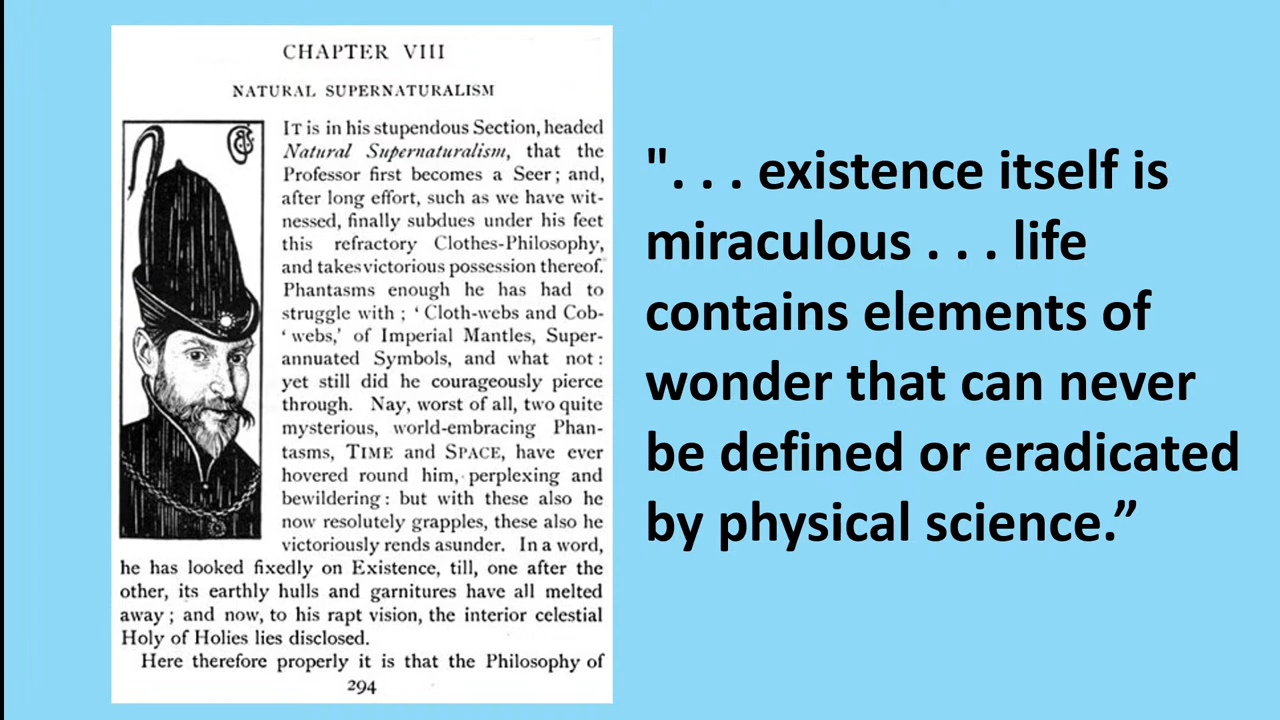 CHAPTER VIII
NATURAL SUPERNATURALISM
IT is in his stupendous Section, headed
Natural Supernaturalism, that the
Professor first becomes a Seer; and,
after long effort, such as we have wit-
nessed, finally subdues under his feet
this refractory Clothes-Philosophy,
and takes victorious possession thereof.
Phantasms enough he has had to
struggle with; ‘Cloth-webs and Cob-
‘webs,’ of Imperial Mantles, Super-
annuated Symbols, and what not:
yet still did he courageously pierce
through. Nay, worst of all, two quite
mysterious, world-embracing Phan-
tasms, TIME and SPACE, have ever
hovered round him, perplexing and
bewildering: but with these also he
now resolutely grapples, these also he
victoriously rends asunder. In a word,
he has looked fixedly on Existence, till, one after the
other, its earthly hulls and garnitures have all melted
away; and now, to his rapt vision, the interior celestial
Holy of Holies lies disclosed.
Here therefore properly it is that the Philosophy of
294
". . . existence itself is
miraculous . . . life
contains elements of
wonder that can never
be defined or eradicated
by physical science.”